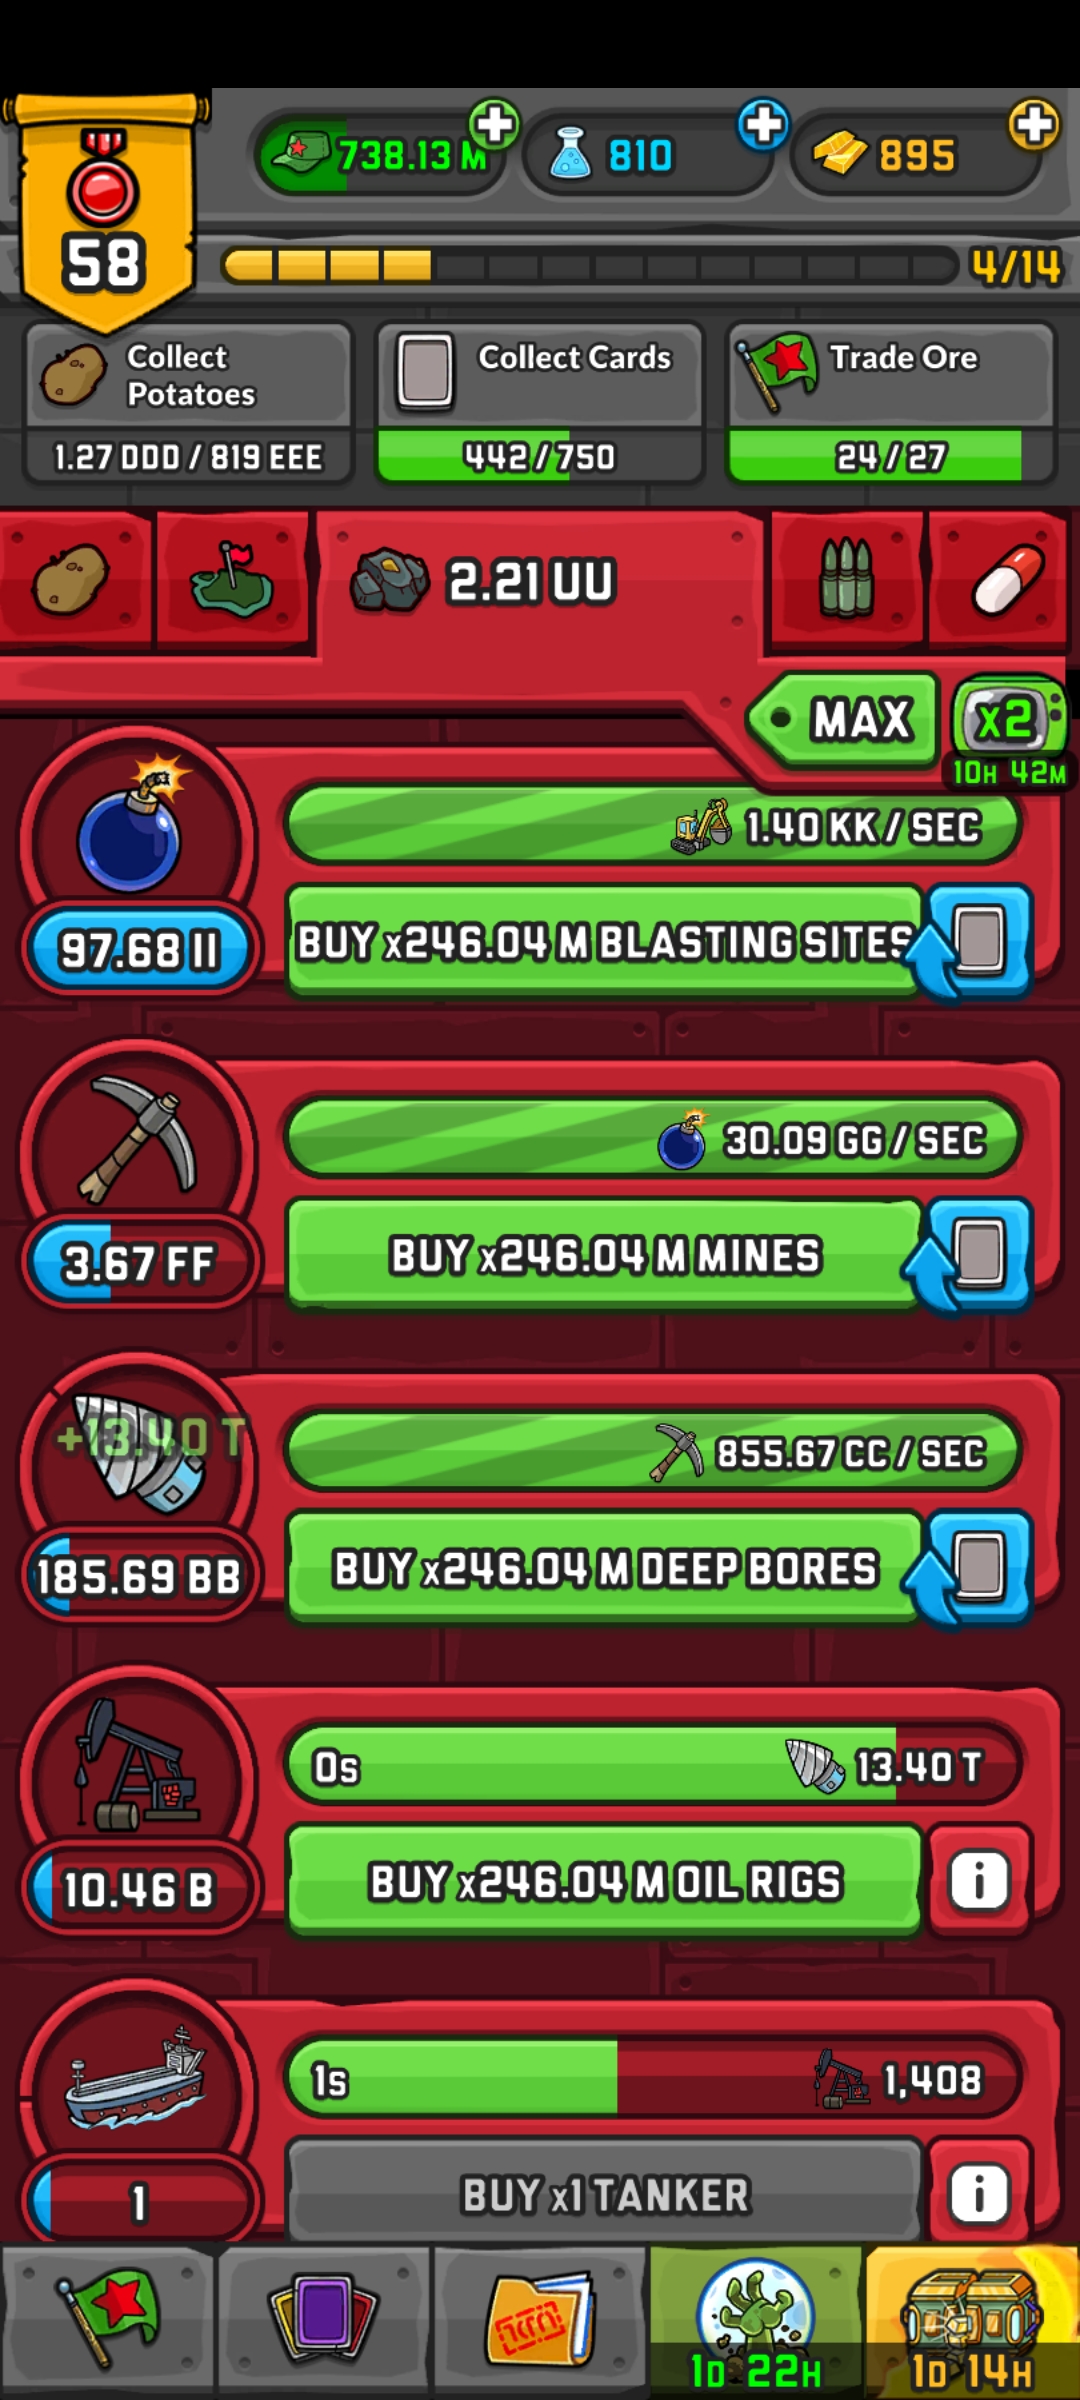 738.13 M
810
895
58
4/14
Collect
Potatoes
Collect Cards
Trade Ore
1.27 DDD / 819 EEE
442/750
24/27
2.21 UU
MAX
x2
10H 42M
1.40 KK / SEC
97.68 II
BUY x246.04 M BLASTING SITES
30.09 GG / SEC
3.67 FF
BUY x246.04 M MINES
+13.40 T
855.67 CC / SEC
185.69 BB
BUY x246.04 M DEEP BORES
0s
13.40 T
10.46 B
BUY x246.04 M OIL RIGS
i
1s
1,408
1
BUY x1 TANKER
i
1D 22H
1D 14H